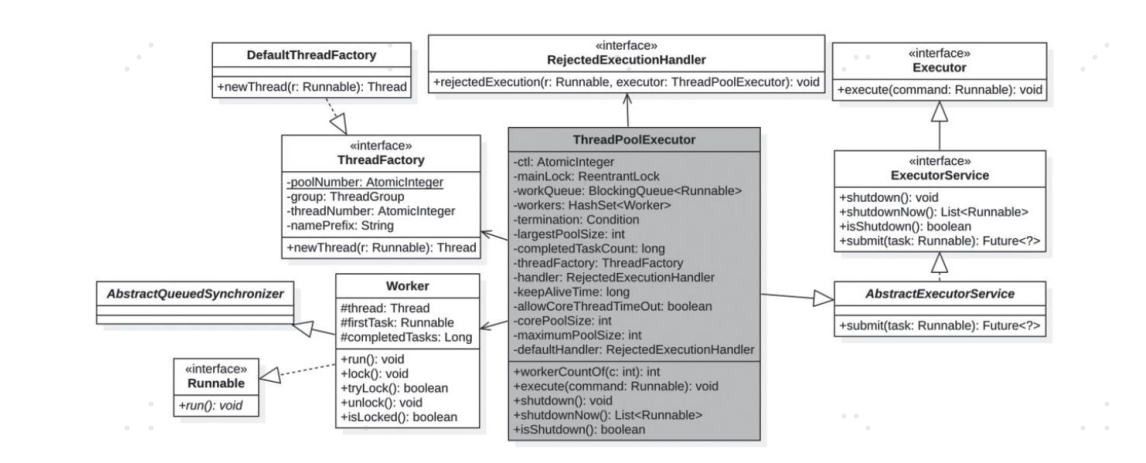 DefaultThreadFactory
+newThread(r: Runnable): Thread
«interface»
RejectedExecutionHandler
+rejectedExecution(r: Runnable, executor: ThreadPoolExecutor): void
«interface»
Executor
+execute(command: Runnable): void
«interface»
ThreadFactory
-poolNumber: AtomicInteger
-group: ThreadGroup
-threadNumber: AtomicInteger
-namePrefix: String
+newThread(r: Runnable): Thread
ThreadPoolExecutor
-ctl: AtomicInteger
-mainLock: ReentrantLock
-workQueue: BlockingQueue<Runnable>
-workers: HashSet<Worker>
-termination: Condition
-largestPoolSize: int
-completedTaskCount: long
-threadFactory: ThreadFactory
-handler: RejectedExecutionHandler
-keepAliveTime: long
-allowCoreThreadTimeOut: boolean
-corePoolSize: int
-maximumPoolSize: int
-defaultHandler: RejectedExecutionHandler
+workerCountOf(c: int): int
+execute(command: Runnable): void
+shutdown(): void
+shutdownNow(): List<Runnable>
+isShutdown(): boolean
«interface»
ExecutorService
+shutdown(): void
+shutdownNow(): List<Runnable>
+isShutdown(): boolean
+submit(task: Runnable): Future<?>
AbstractQueuedSynchronizer
Worker
#thread: Thread
#firstTask: Runnable
#completedTasks: Long
+run(): void
+lock(): void
+tryLock(): boolean
+unlock(): void
+isLocked(): boolean
AbstractExecutorService
+submit(task: Runnable): Future<?>
«interface»
Runnable
+run(): void